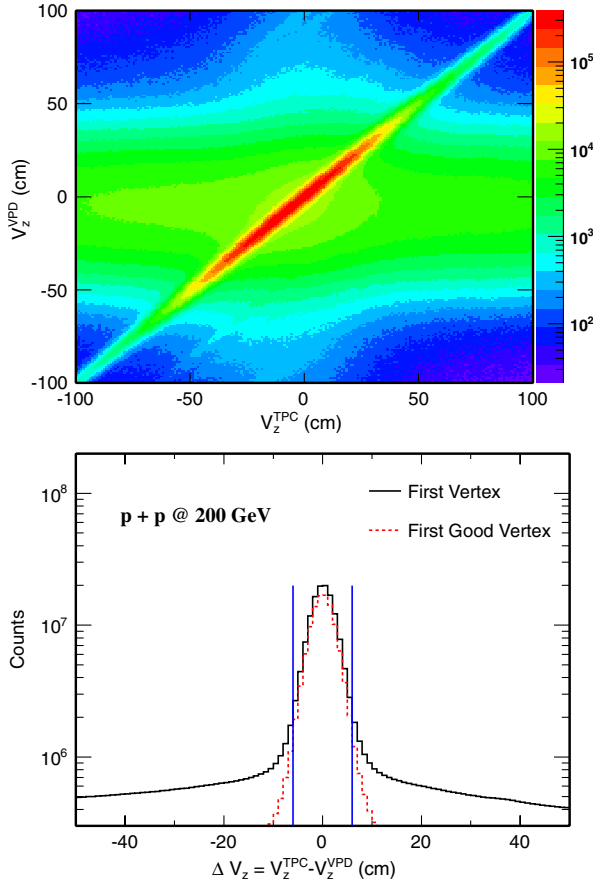 100
50
0
-50
-100
V_z^VPD (cm)
-100 -50 0 50 100
V_z^TPC (cm)
10^5
10^4
10^3
10^2
10^8
10^7
10^6
Counts
p + p @ 200 GeV
First Vertex
First Good Vertex
-40 -20 0 20 40
Δ V_z = V_z^TPC-V_z^VPD (cm)